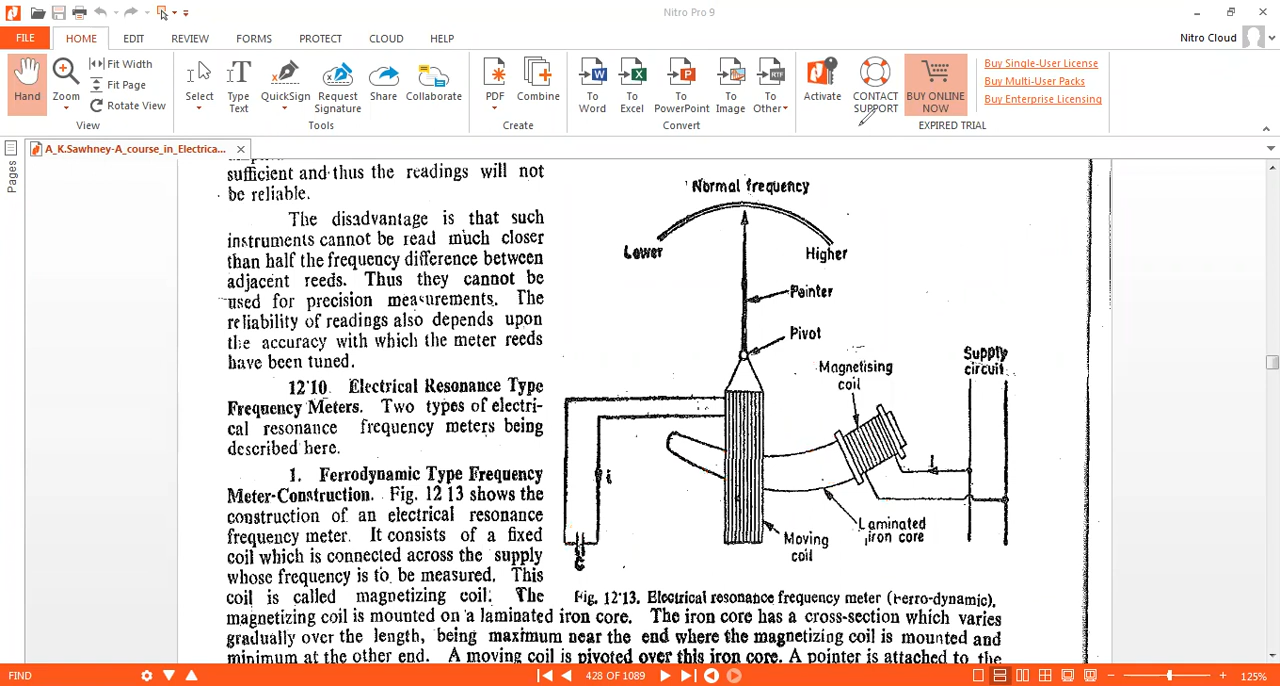 Nitro Pro 9
FILE HOME EDIT REVIEW FORMS PROTECT CLOUD HELP
Nitro Cloud
Hand
Zoom
Fit Width
Fit Page
Rotate View
View
Select
Type Text
QuickSign
Request Signature
Share
Collaborate
Tools
PDF
Combine
Create
To Word
To Excel
To PowerPoint
To Image
To Other
Convert
Activate
CONTACT SUPPORT
BUY ONLINE NOW
Buy Single-User License
Buy Multi-User Packs
Buy Enterprise Licensing
EXPIRED TRIAL
A_K.Sawhney-A_course_in_Electrica...
Pages
sufficient and thus the readings will not
be reliable.
The disadvantage is that such
instruments cannot be read much closer
than half the frequency difference between
adjacent reeds. Thus they cannot be
used for precision measurements. The
reliability of readings also depends upon
the accuracy with which the meter reeds
have been tuned.
12·10. Electrical Resonance Type
Frequency Meters. Two types of electri-
cal resonance frequency meters being
described here.
1. Ferrodynamic Type Frequency
Meter-Construction. Fig. 12 13 shows the
construction of an electrical resonance
frequency meter. It consists of a fixed
coil which is connected across the supply
whose frequency is to be measured. This
coil is called magnetizing coil. The
magnetizing coil is mounted on a laminated iron core. The iron core has a cross-section which varies
gradually over the length, being maximum near the end where the magnetizing coil is mounted and
minimum at the other end. A moving coil is pivoted over this iron core. A pointer is attached to the
Normal frequency
Lower
Higher
Pointer
Pivot
Magnetising coil
Supply circuit
i
I
C
Moving coil
Laminated iron core
Fig. 12·13. Electrical resonance frequency meter (Ferro-dynamic).
FIND
428 OF 1089
125%